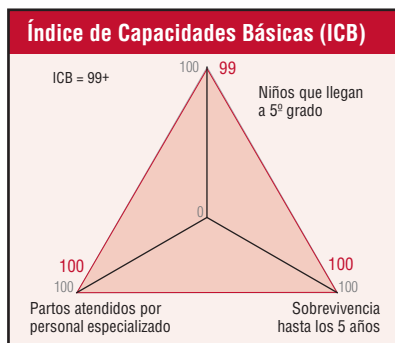 Índice de Capacidades Básicas (ICB)
ICB = 99+
100
99
Niños que llegan
a 5º grado
0
100
100
100
100
Partos atendidos por
personal especializado
Sobrevivencia
hasta los 5 años